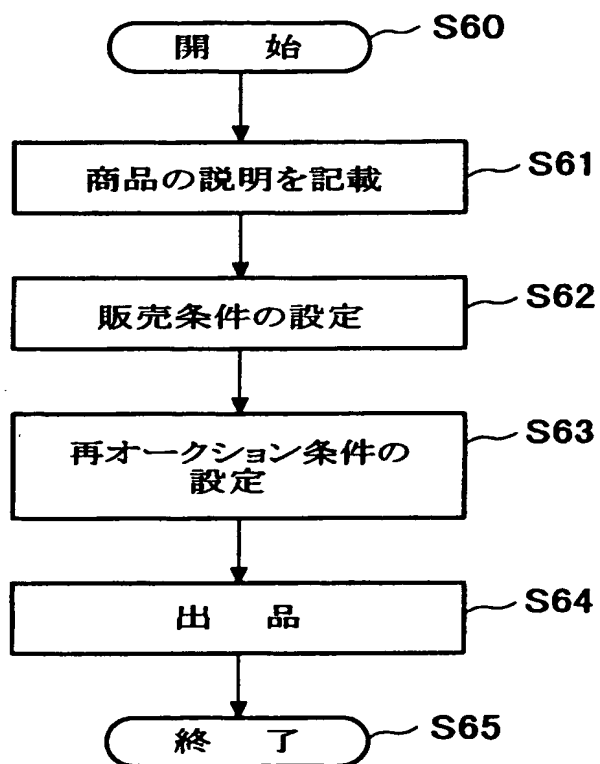 開 始
S60
商品の説明を記載
S61
販売条件の設定
S62
再オークション条件の
設定
S63
出 品
S64
終 了
S65